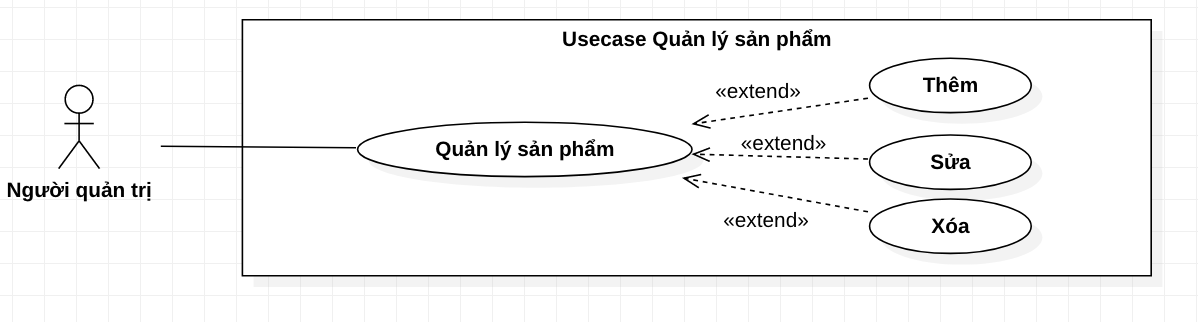 Usecase Quản lý sản phẩm
Thêm
«extend»
«extend»
Quản lý sản phẩm
Sửa
Người quản trị
«extend»
Xóa